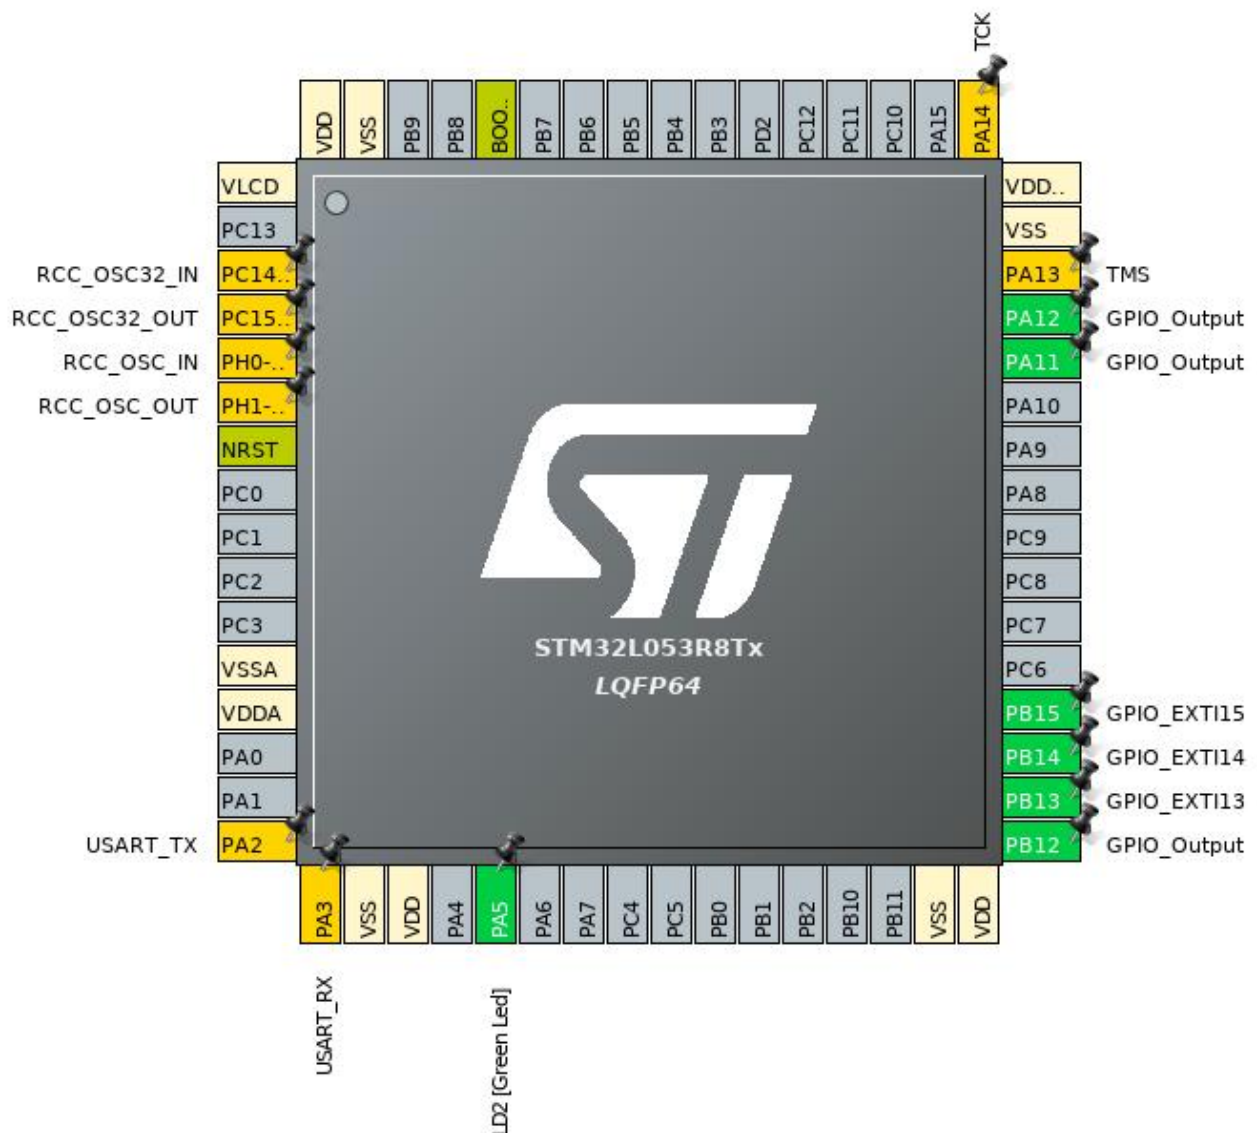 TCK
VDD
VSS
PB9
PB8
BOO..
PB7
PB6
PB5
PB4
PB3
PD2
PC12
PC11
PC10
PA15
PA14
VLCD
VDD..
PC13
VSS
RCC_OSC32_IN PC14..
PA13 TMS
RCC_OSC32_OUT PC15..
PA12 GPIO_Output
RCC_OSC_IN PH0-..
PA11 GPIO_Output
RCC_OSC_OUT PH1-..
PA10
NRST
PA9
PC0
PA8
PC1
PC9
PC2
PC8
PC3
PC7
VSSA
PC6
VDDA
PB15 GPIO_EXTI15
PA0
PB14 GPIO_EXTI14
PA1
PB13 GPIO_EXTI13
USART_TX PA2
PB12 GPIO_Output
ST
STM32L053R8Tx
LQFP64
PA3
VSS
VDD
PA4
PA5
PA6
PA7
PC4
PC5
PB0
PB1
PB2
PB10
PB11
VSS
VDD
USART_RX
LD2 [Green Led]